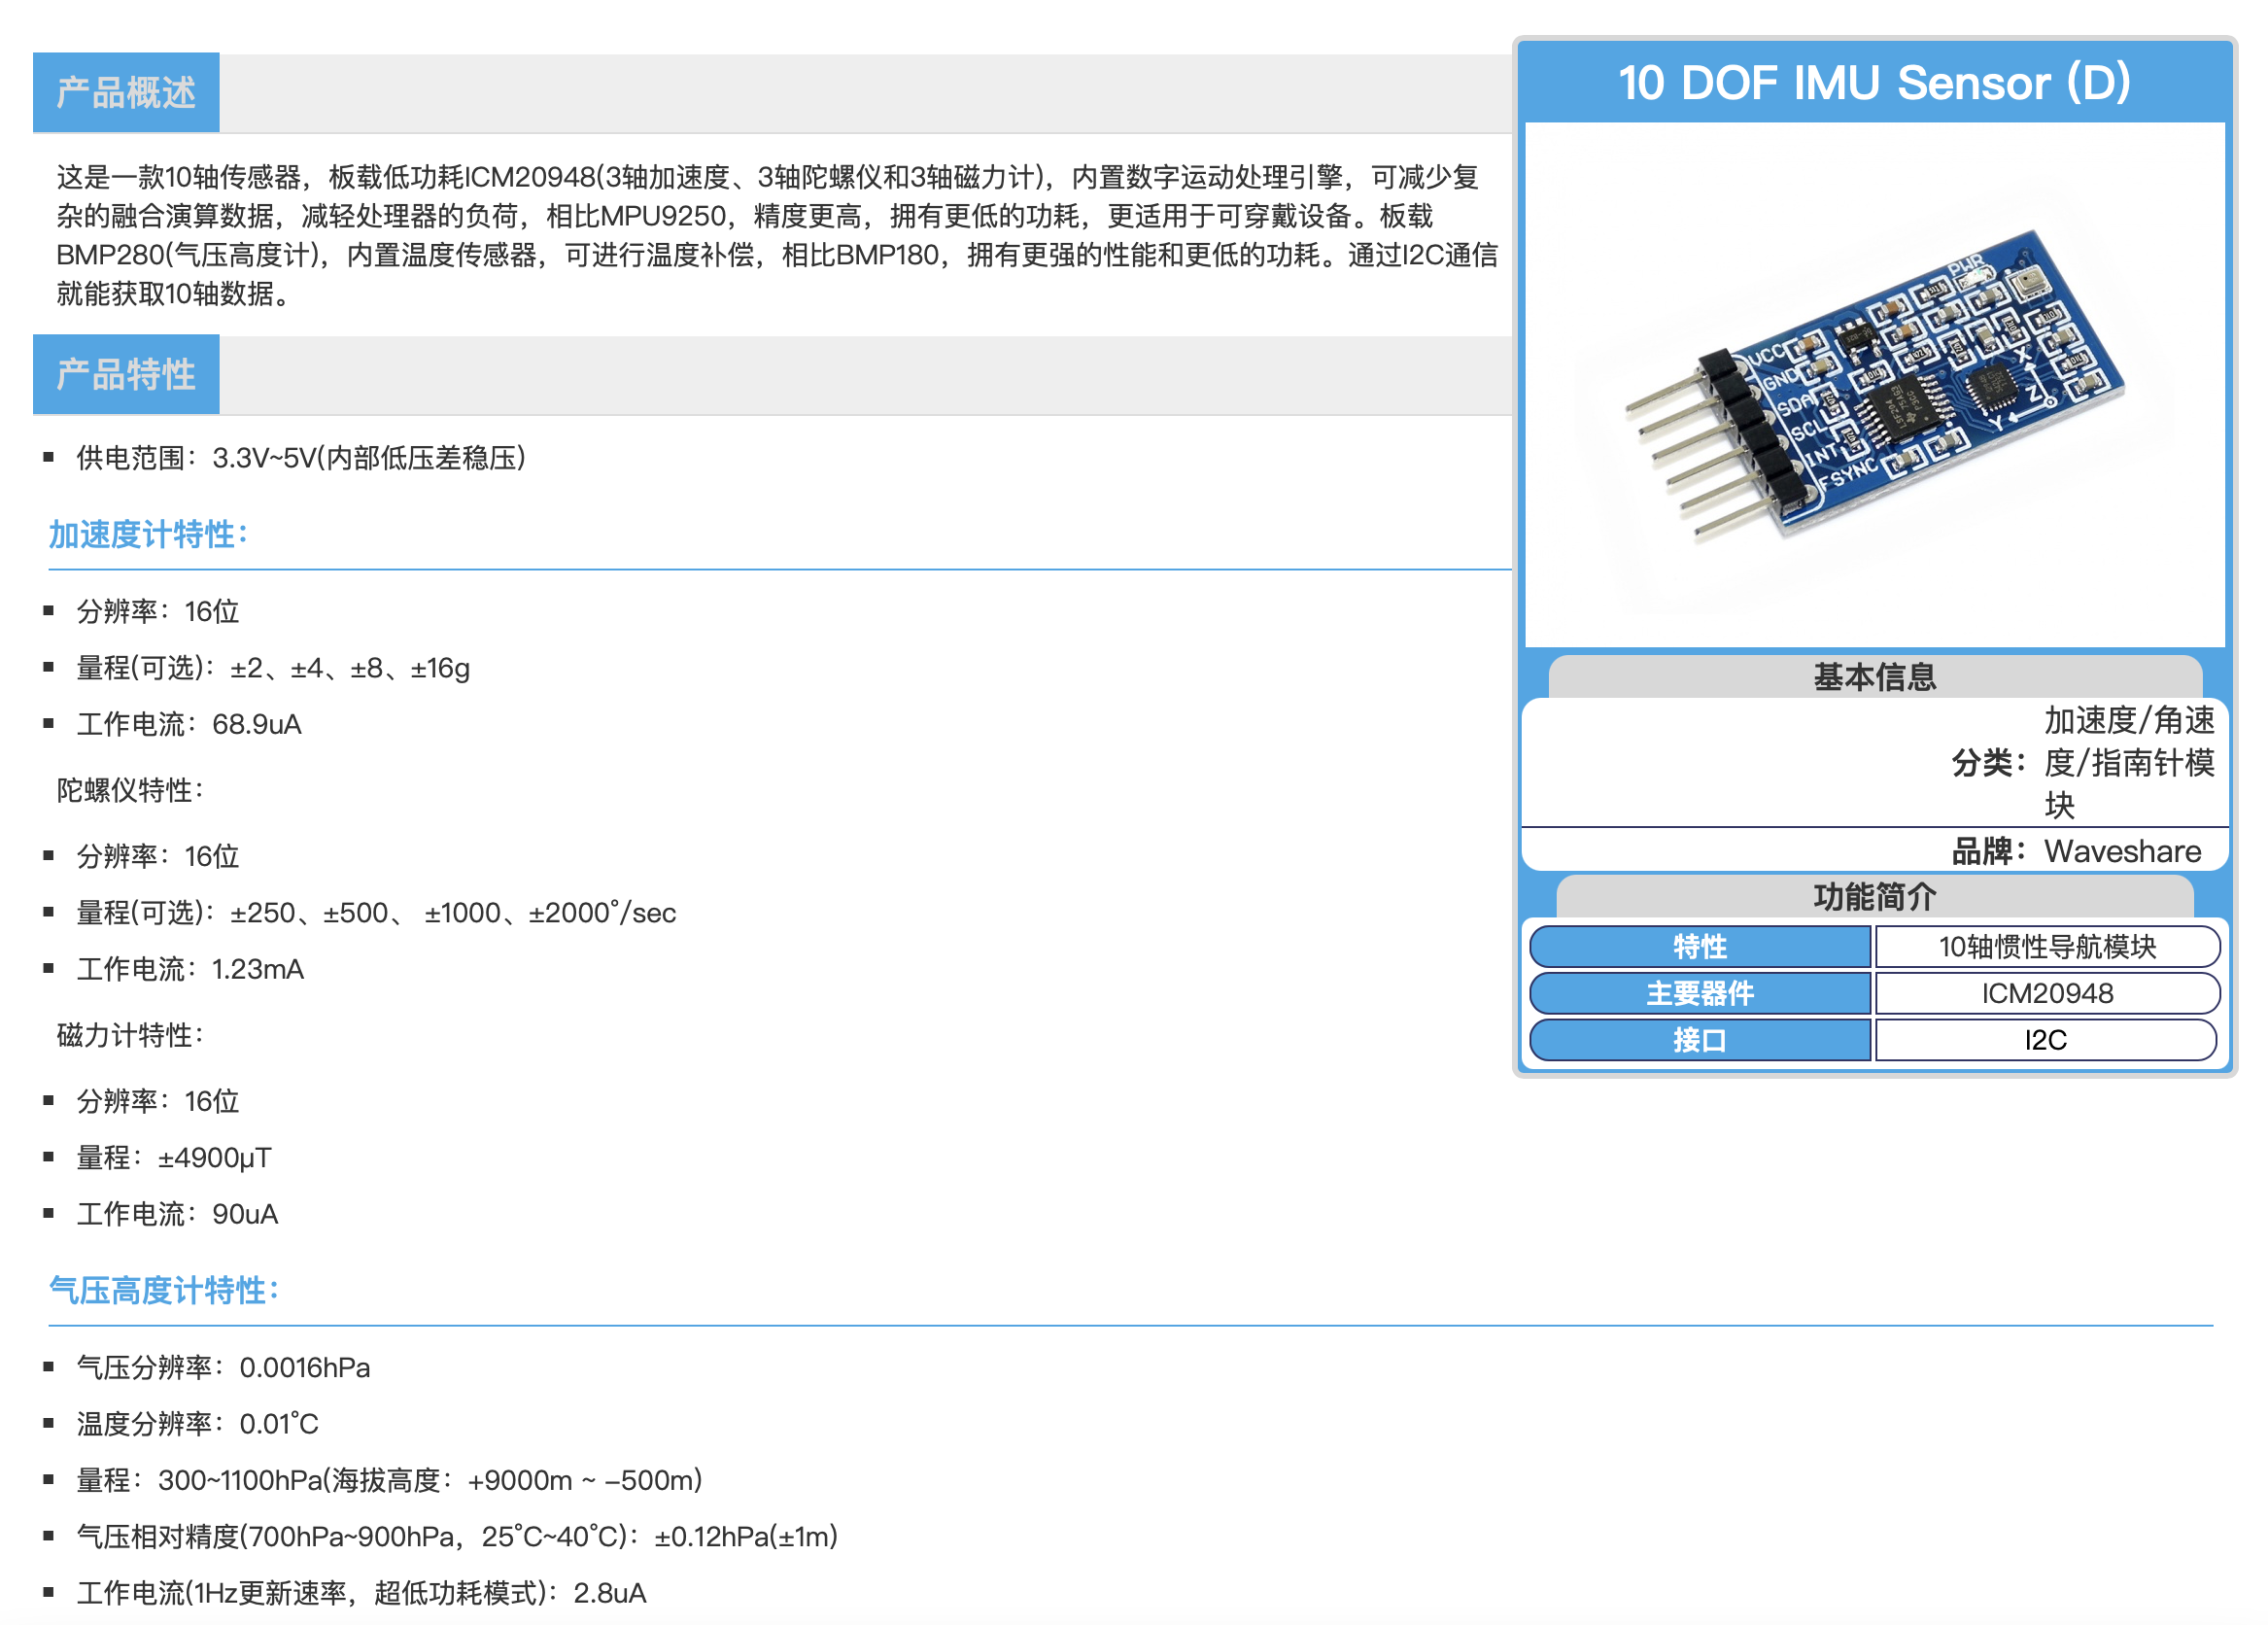 产品概述
这是一款10轴传感器，板载低功耗ICM20948(3轴加速度、3轴陀螺仪和3轴磁力计)，内置数字运动处理引擎，可减少复
杂的融合演算数据，减轻处理器的负荷，相比MPU9250，精度更高，拥有更低的功耗，更适用于可穿戴设备。板载
BMP280(气压高度计)，内置温度传感器，可进行温度补偿，相比BMP180，拥有更强的性能和更低的功耗。通过I2C通信
就能获取10轴数据。
产品特性
▪ 供电范围：3.3V~5V(内部低压差稳压)
加速度计特性：
▪ 分辨率：16位
▪ 量程(可选)：±2、±4、±8、±16g
▪ 工作电流：68.9uA
陀螺仪特性：
▪ 分辨率：16位
▪ 量程(可选)：±250、±500、 ±1000、±2000°/sec
▪ 工作电流：1.23mA
磁力计特性：
▪ 分辨率：16位
▪ 量程：±4900μT
▪ 工作电流：90uA
气压高度计特性：
▪ 气压分辨率：0.0016hPa
▪ 温度分辨率：0.01°C
▪ 量程：300~1100hPa(海拔高度：+9000m ~ –500m)
▪ 气压相对精度(700hPa~900hPa，25°C~40°C)：±0.12hPa(±1m)
▪ 工作电流(1Hz更新速率，超低功耗模式)：2.8uA
10 DOF IMU Sensor (D)
PWR
VCC
GND
SDA
SCL
INT
FSYNC
X
Z
Y
基本信息
分类：
加速度/角速
度/指南针模
块
品牌： Waveshare
功能简介
特性 10轴惯性导航模块
主要器件 ICM20948
接口 I2C